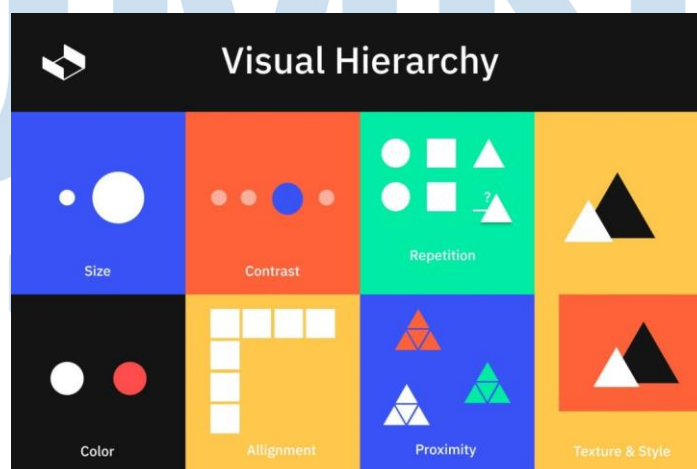 Visual Hierarchy
Size
Contrast
?
Repetition
Color
Allignment
Proximity
Texture & Style